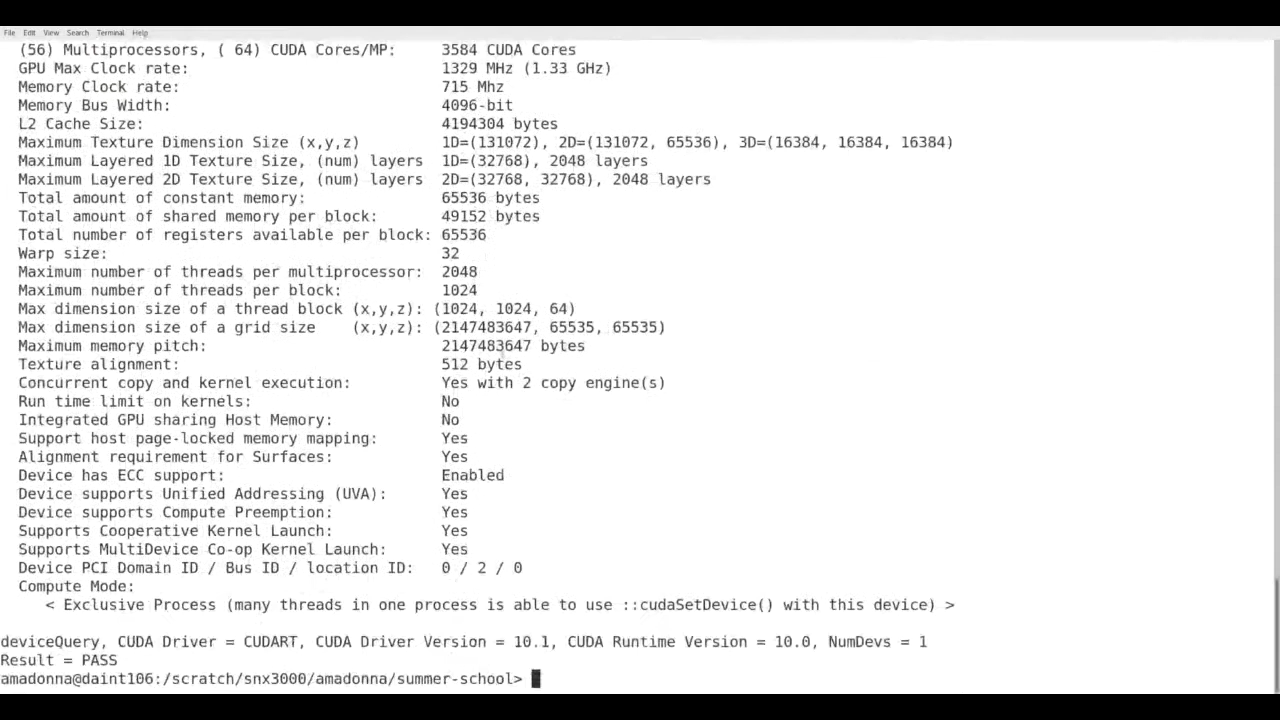 File Edit View Search Terminal Help
(56) Multiprocessors, ( 64) CUDA Cores/MP: 3584 CUDA Cores
GPU Max Clock rate: 1329 MHz (1.33 GHz)
Memory Clock rate: 715 Mhz
Memory Bus Width: 4096-bit
L2 Cache Size: 4194304 bytes
Maximum Texture Dimension Size (x,y,z) 1D=(131072), 2D=(131072, 65536), 3D=(16384, 16384, 16384)
Maximum Layered 1D Texture Size, (num) layers 1D=(32768), 2048 layers
Maximum Layered 2D Texture Size, (num) layers 2D=(32768, 32768), 2048 layers
Total amount of constant memory: 65536 bytes
Total amount of shared memory per block: 49152 bytes
Total number of registers available per block: 65536
Warp size: 32
Maximum number of threads per multiprocessor: 2048
Maximum number of threads per block: 1024
Max dimension size of a thread block (x,y,z): (1024, 1024, 64)
Max dimension size of a grid size (x,y,z): (2147483647, 65535, 65535)
Maximum memory pitch: 2147483647 bytes
Texture alignment: 512 bytes
Concurrent copy and kernel execution: Yes with 2 copy engine(s)
Run time limit on kernels: No
Integrated GPU sharing Host Memory: No
Support host page-locked memory mapping: Yes
Alignment requirement for Surfaces: Yes
Device has ECC support: Enabled
Device supports Unified Addressing (UVA): Yes
Device supports Compute Preemption: Yes
Supports Cooperative Kernel Launch: Yes
Supports MultiDevice Co-op Kernel Launch: Yes
Device PCI Domain ID / Bus ID / location ID: 0 / 2 / 0
Compute Mode:
< Exclusive Process (many threads in one process is able to use ::cudaSetDevice() with this device) >
deviceQuery, CUDA Driver = CUDART, CUDA Driver Version = 10.1, CUDA Runtime Version = 10.0, NumDevs = 1
Result = PASS
amadonna@daint106:/scratch/snx3000/amadonna/summer-school>